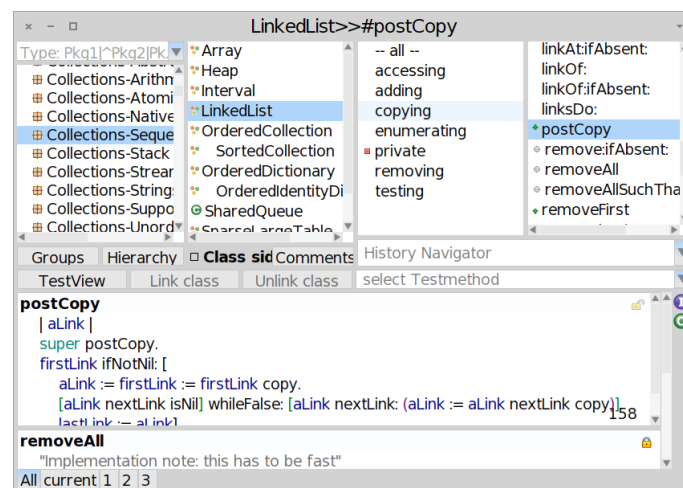 LinkedList>>#postCopy
Type: Pkg1|^Pkg2|Pk.
Collections-Arithm
Collections-Atomi
Collections-Native
Collections-Seque
Collections-Stack
Collections-Strear
Collections-String
Collections-Suppo
Collections-Unord
Array
Heap
Interval
LinkedList
OrderedCollection
SortedCollection
OrderedDictionary
OrderedIdentityDi
SharedQueue
SparseLargeTable
-- all --
accessing
adding
copying
enumerating
private
removing
testing
linkAt:ifAbsent:
linkOf:
linkOf:ifAbsent:
linksDo:
postCopy
remove:ifAbsent:
removeAll
removeAllSuchTha
removeFirst
Groups Hierarchy Class sid Comments History Navigator
TestView Link class Unlink class select Testmethod
postCopy
| aLink |
super postCopy.
firstLink ifNotNil: [
aLink := firstLink := firstLink copy.
[aLink nextLink isNil] whileFalse: [aLink nextLink: (aLink := aLink nextLink copy)].
lastLink := aLink]
158
removeAll
"Implementation note: this has to be fast"
All current 1 2 3